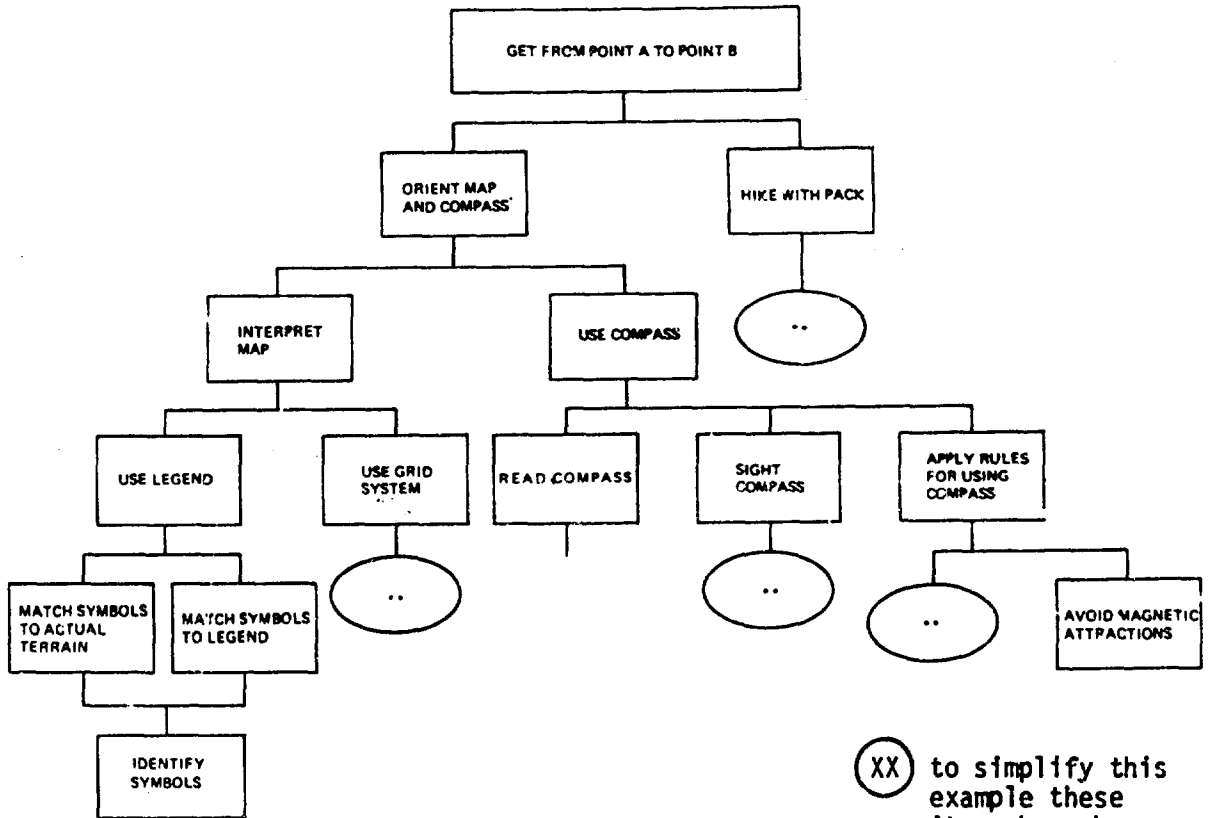 GET FROM POINT A TO POINT B
ORIENT MAP
AND COMPASS
HIKE WITH PACK
INTERPRET
MAP
USE COMPASS
..
USE LEGEND
USE GRID
SYSTEM
READ COMPASS
SIGHT
COMPASS
APPLY RULES
FOR USING
COMPASS
MATCH SYMBOLS
TO ACTUAL
TERRAIN
MATCH SYMBOLS
TO LEGEND
..
..
..
AVOID MAGNETIC
ATTRACTIONS
IDENTIFY
SYMBOLS
XX to simplify this
example these